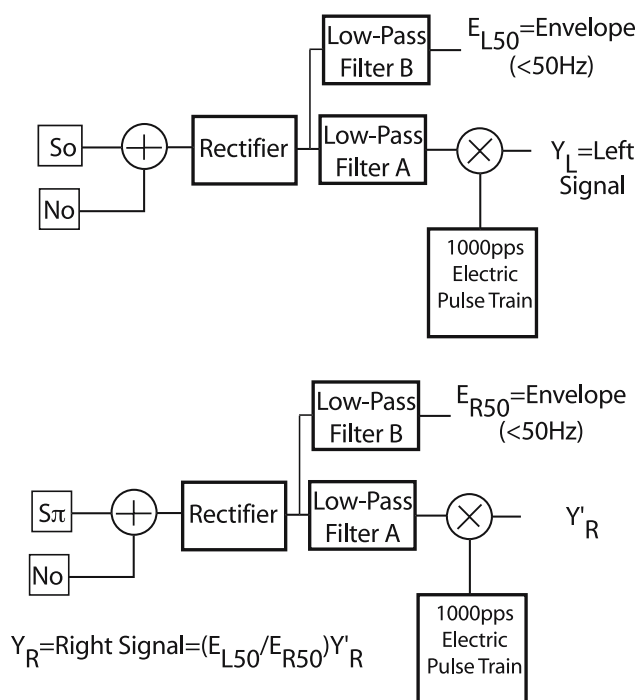 Low-Pass
Filter B
E_L50=Envelope
(<50Hz)
So
No
Rectifier
Low-Pass
Filter A
Y_L=Left
Signal
1000pps
Electric
Pulse Train
Low-Pass
Filter B
E_R50=Envelope
(<50Hz)
Sπ
No
Rectifier
Low-Pass
Filter A
Y'_R
1000pps
Electric
Pulse Train
Y_R=Right Signal=(E_L50/E_R50)Y'_R